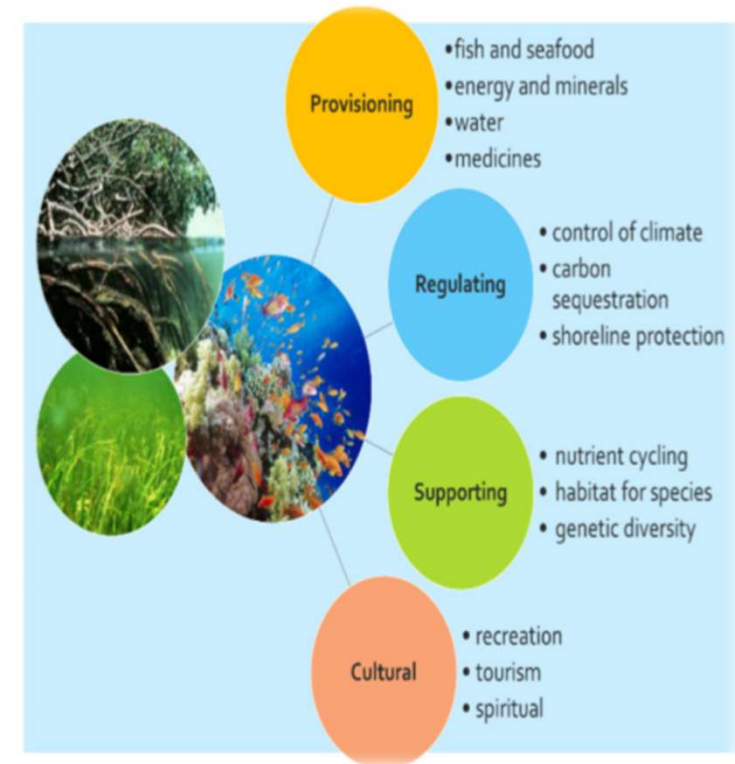 Provisioning
•fish and seafood
•energy and minerals
•water
•medicines
Regulating
• control of climate
• carbon
sequestration
• shoreline protection
Supporting
• nutrient cycling
• habitat for species
• genetic diversity
Cultural
• recreation
• tourism
• spiritual